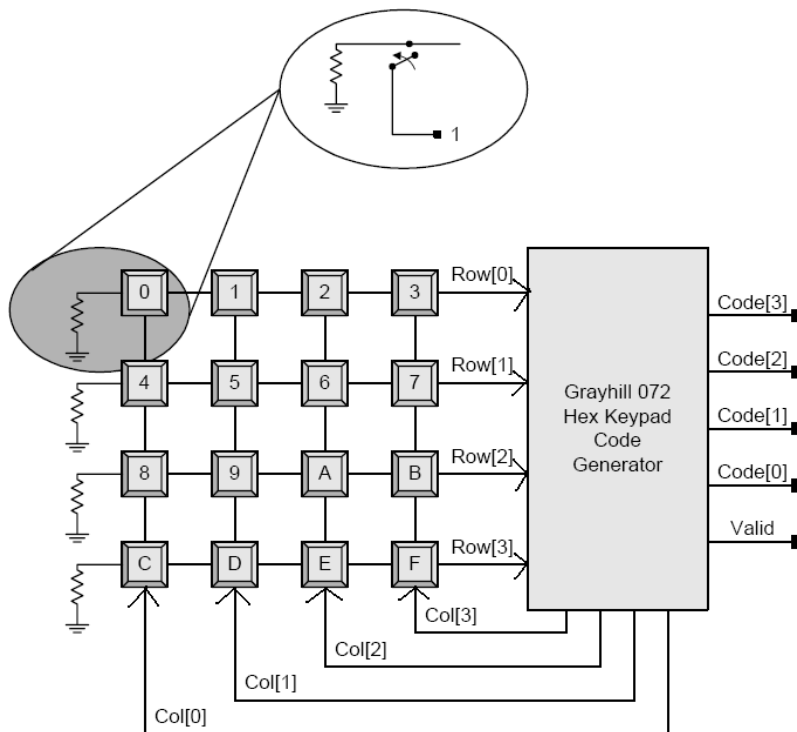 1
0
1
2
3
Row[0]
Code[3]
4
5
6
7
Row[1]
Code[2]
Grayhill 072
Hex Keypad
Code
Generator
Code[1]
8
9
A
B
Row[2]
Code[0]
Valid
C
D
E
F
Row[3]
Col[3]
Col[2]
Col[1]
Col[0]